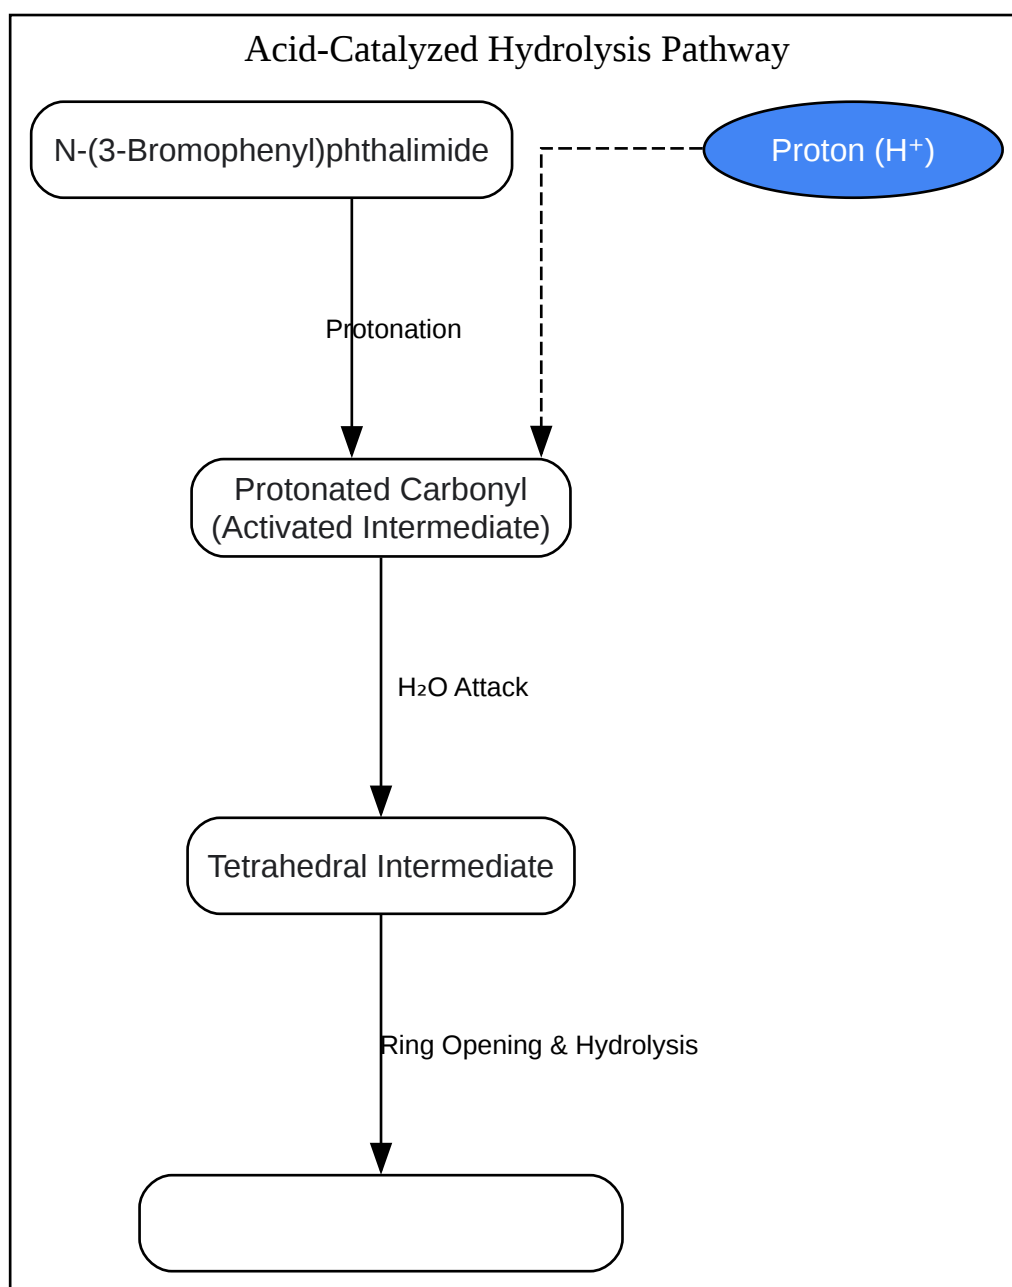 Acid-Catalyzed Hydrolysis Pathway
N-(3-Bromophenyl)phthalimide
Proton (H⁺)
Protonation
Protonated Carbonyl
(Activated Intermediate)
H₂O Attack
Tetrahedral Intermediate
Ring Opening & Hydrolysis